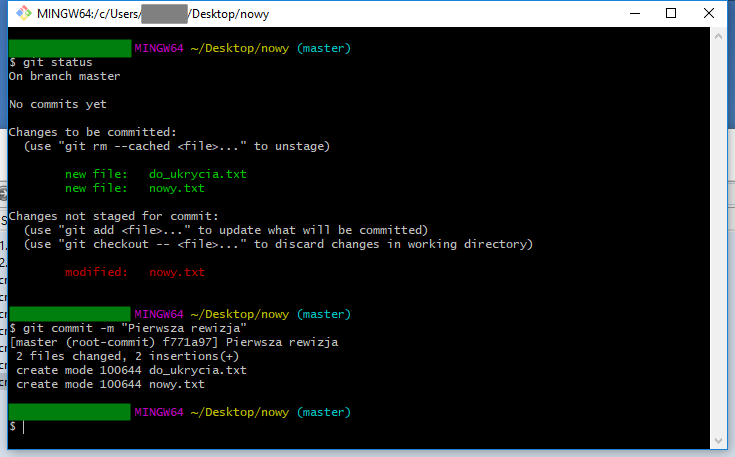 MINGW64:/c/Users/ /Desktop/nowy
MINGW64 ~/Desktop/nowy (master)
$ git status
On branch master
No commits yet
Changes to be committed:
(use "git rm --cached <file>..." to unstage)
new file: do_ukrycia.txt
new file: nowy.txt
Changes not staged for commit:
(use "git add <file>..." to update what will be committed)
(use "git checkout -- <file>..." to discard changes in working directory)
modified: nowy.txt
MINGW64 ~/Desktop/nowy (master)
$ git commit -m "Pierwsza rewizja"
[master (root-commit) f771a97] Pierwsza rewizja
2 files changed, 2 insertions(+)
create mode 100644 do_ukrycia.txt
create mode 100644 nowy.txt
MINGW64 ~/Desktop/nowy (master)
$